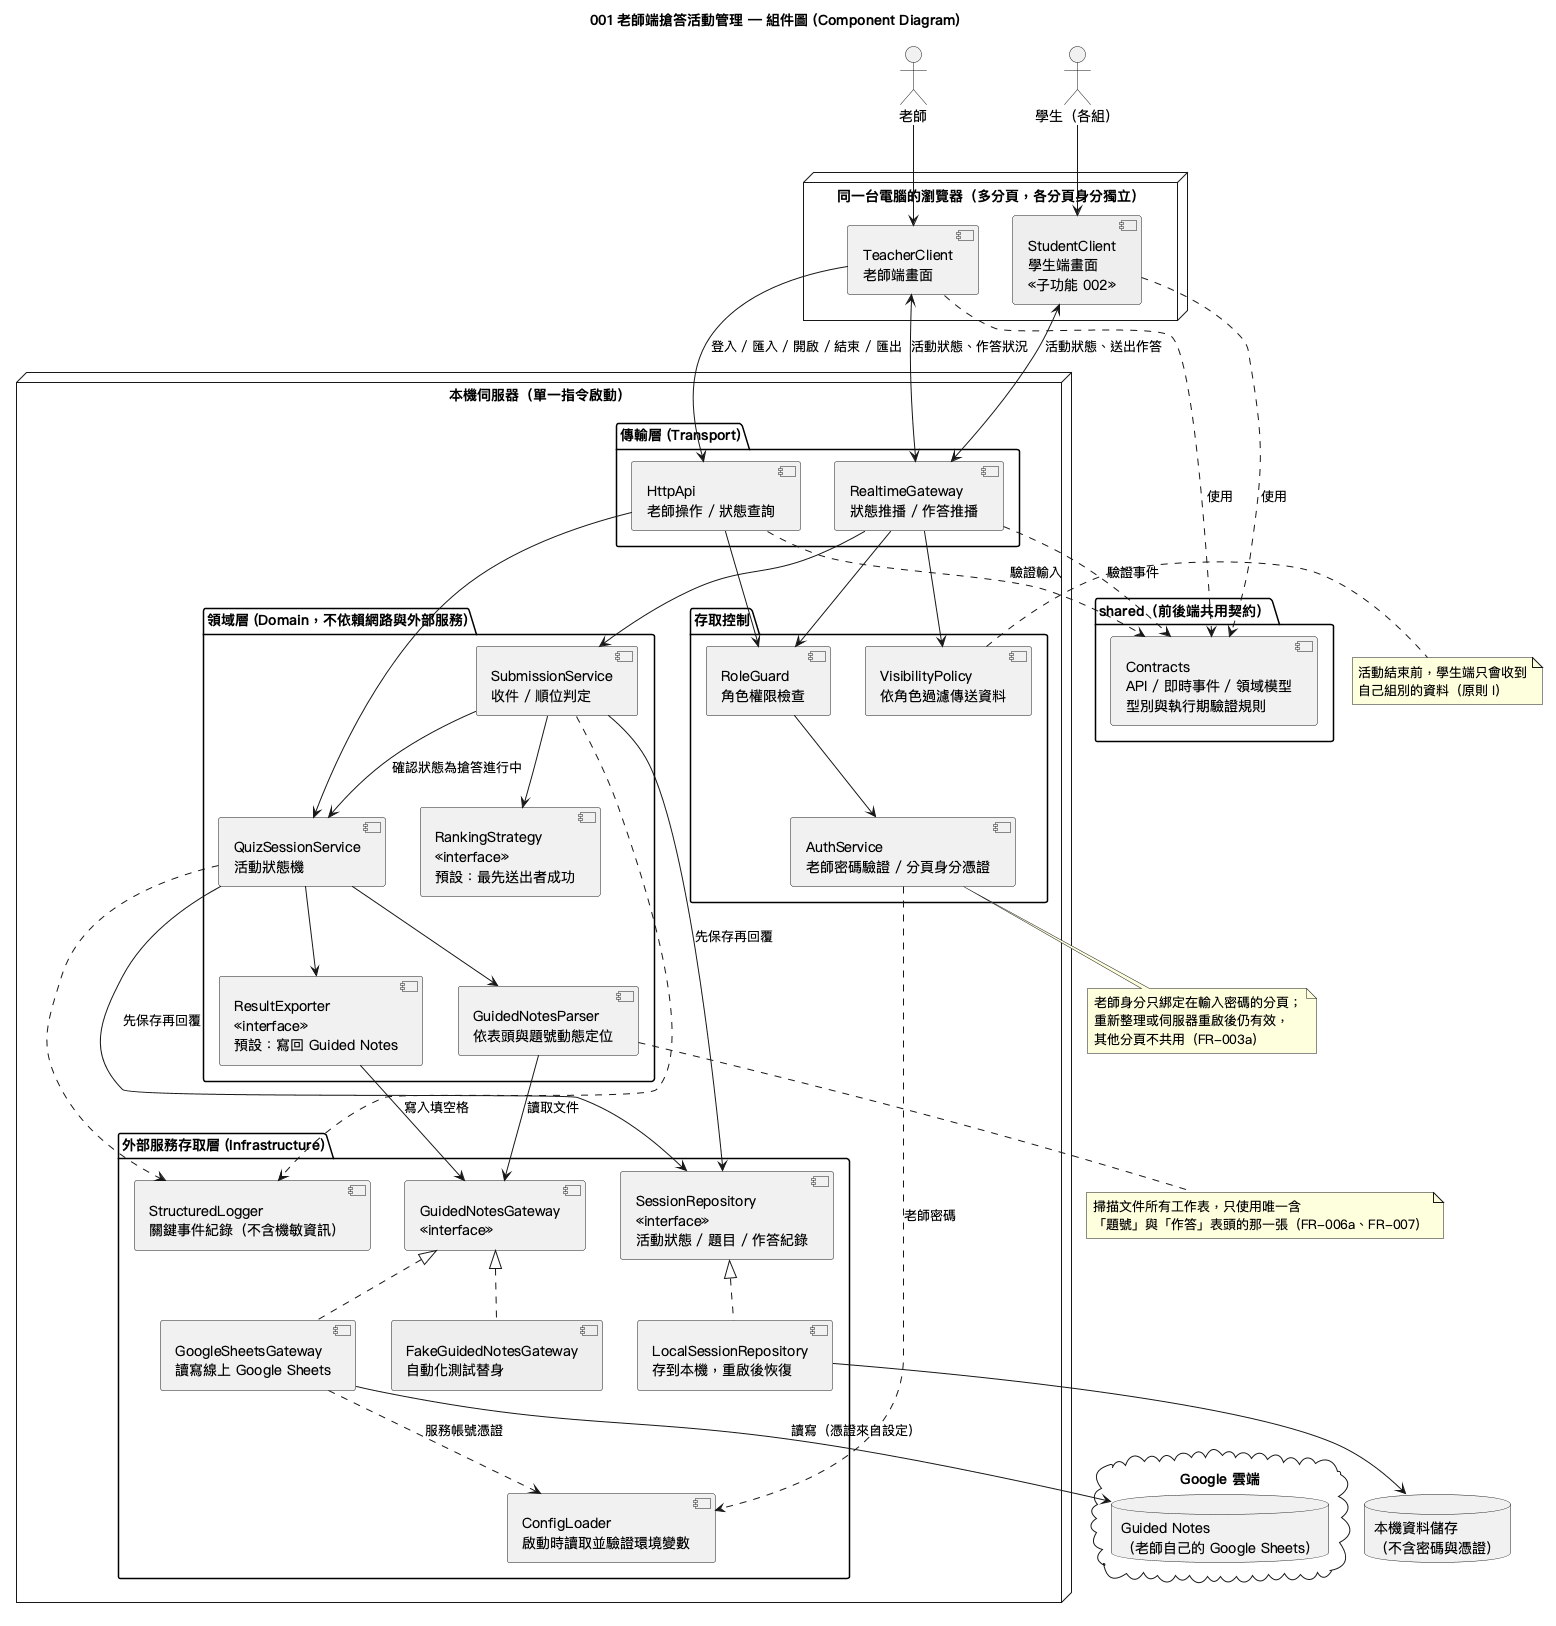 001 老師端搶答活動管理 — 組件圖 (Component Diagram)
老師
學生（各組）
同一台電腦的瀏覽器（多分頁，各分頁身分獨立）
TeacherClient
老師端畫面
StudentClient
學生端畫面
«子功能 002»
登入 / 匯入 / 開啟 / 結束 / 匯出
活動狀態、作答狀況
活動狀態、送出作答
本機伺服器（單一指令啟動）
傳輸層 (Transport)
HttpApi
老師操作 / 狀態查詢
RealtimeGateway
狀態推播 / 作答推播
使用
使用
驗證輸入
驗證事件
領域層 (Domain，不依賴網路與外部服務)
SubmissionService
收件 / 順位判定
存取控制
RoleGuard
角色權限檢查
VisibilityPolicy
依角色過濾傳送資料
shared（前後端共用契約）
Contracts
API / 即時事件 / 領域模型
型別與執行期驗證規則
活動結束前，學生端只會收到
自己組別的資料（原則 I）
確認狀態為搶答進行中
QuizSessionService
活動狀態機
RankingStrategy
«interface»
預設：最先送出者成功
AuthService
老師密碼驗證 / 分頁身分憑證
先保存再回覆
先保存再回覆
ResultExporter
«interface»
預設：寫回 Guided Notes
GuidedNotesParser
依表頭與題號動態定位
老師身分只綁定在輸入密碼的分頁；
重新整理或伺服器重啟後仍有效，
其他分頁不共用（FR-003a）
寫入填空格
讀取文件
外部服務存取層 (Infrastructure)
StructuredLogger
關鍵事件紀錄（不含機敏資訊）
GuidedNotesGateway
«interface»
SessionRepository
«interface»
活動狀態 / 題目 / 作答紀錄
老師密碼
掃描文件所有工作表，只使用唯一含
「題號」與「作答」表頭的那一張（FR-006a、FR-007）
GoogleSheetsGateway
讀寫線上 Google Sheets
FakeGuidedNotesGateway
自動化測試替身
LocalSessionRepository
存到本機，重啟後恢復
服務帳號憑證
讀寫（憑證來自設定）
ConfigLoader
啟動時讀取並驗證環境變數
Google 雲端
Guided Notes
（老師自己的 Google Sheets）
本機資料儲存
（不含密碼與憑證）